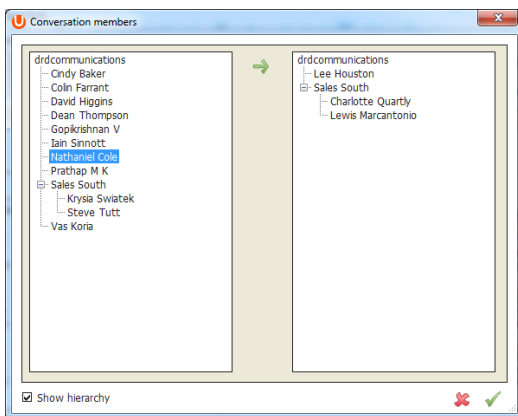 Conversation members
drdcommunications
Cindy Baker
Colin Farrant
David Higgins
Dean Thompson
Gopikrishnan V
Iain Sinnott
Nathaniel Cole
Prathap M K
Sales South
Krysia Swiatek
Steve Tutt
Vas Koria
drdcommunications
Lee Houston
Sales South
Charlotte Quartly
Lewis Marcantonio
Show hierarchy